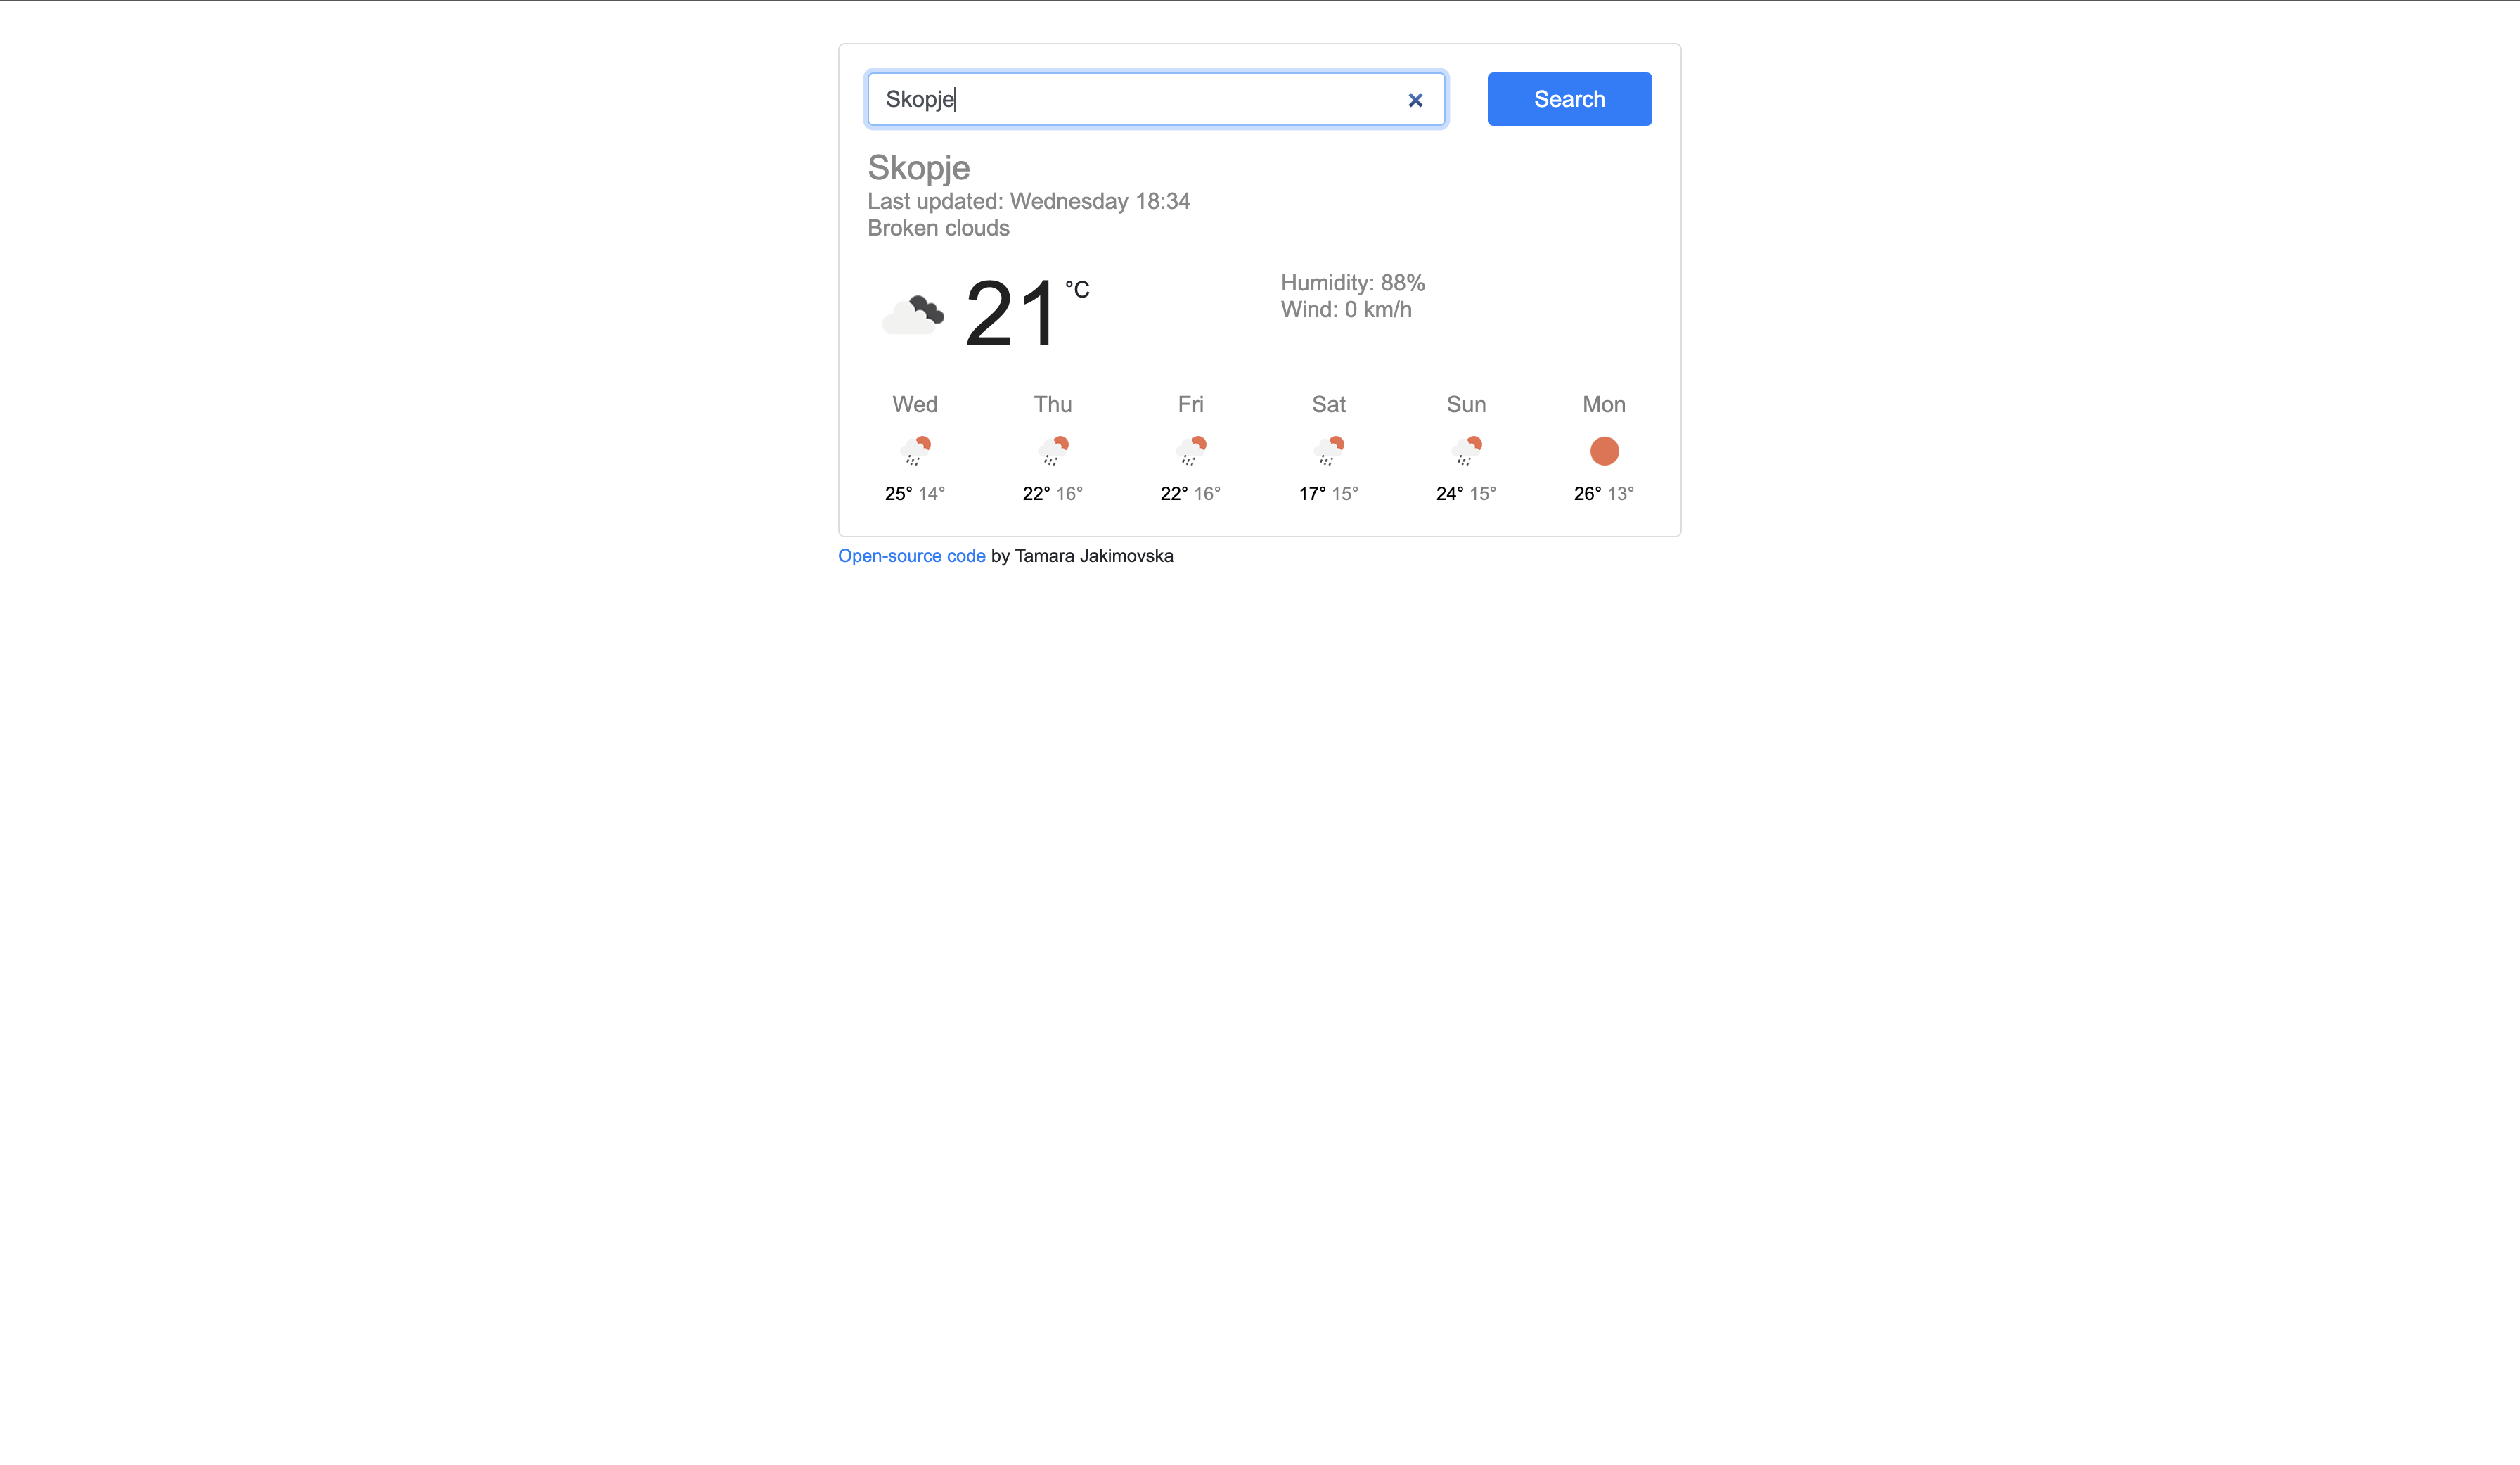 Skopje
Search
Skopje
Last updated: Wednesday 18:34
Broken clouds
21 °C
Humidity: 88%
Wind: 0 km/h
Wed Thu Fri Sat Sun Mon
25° 14° 22° 16° 22° 16° 17° 15° 24° 15° 26° 13°
Open-source code by Tamara Jakimovska